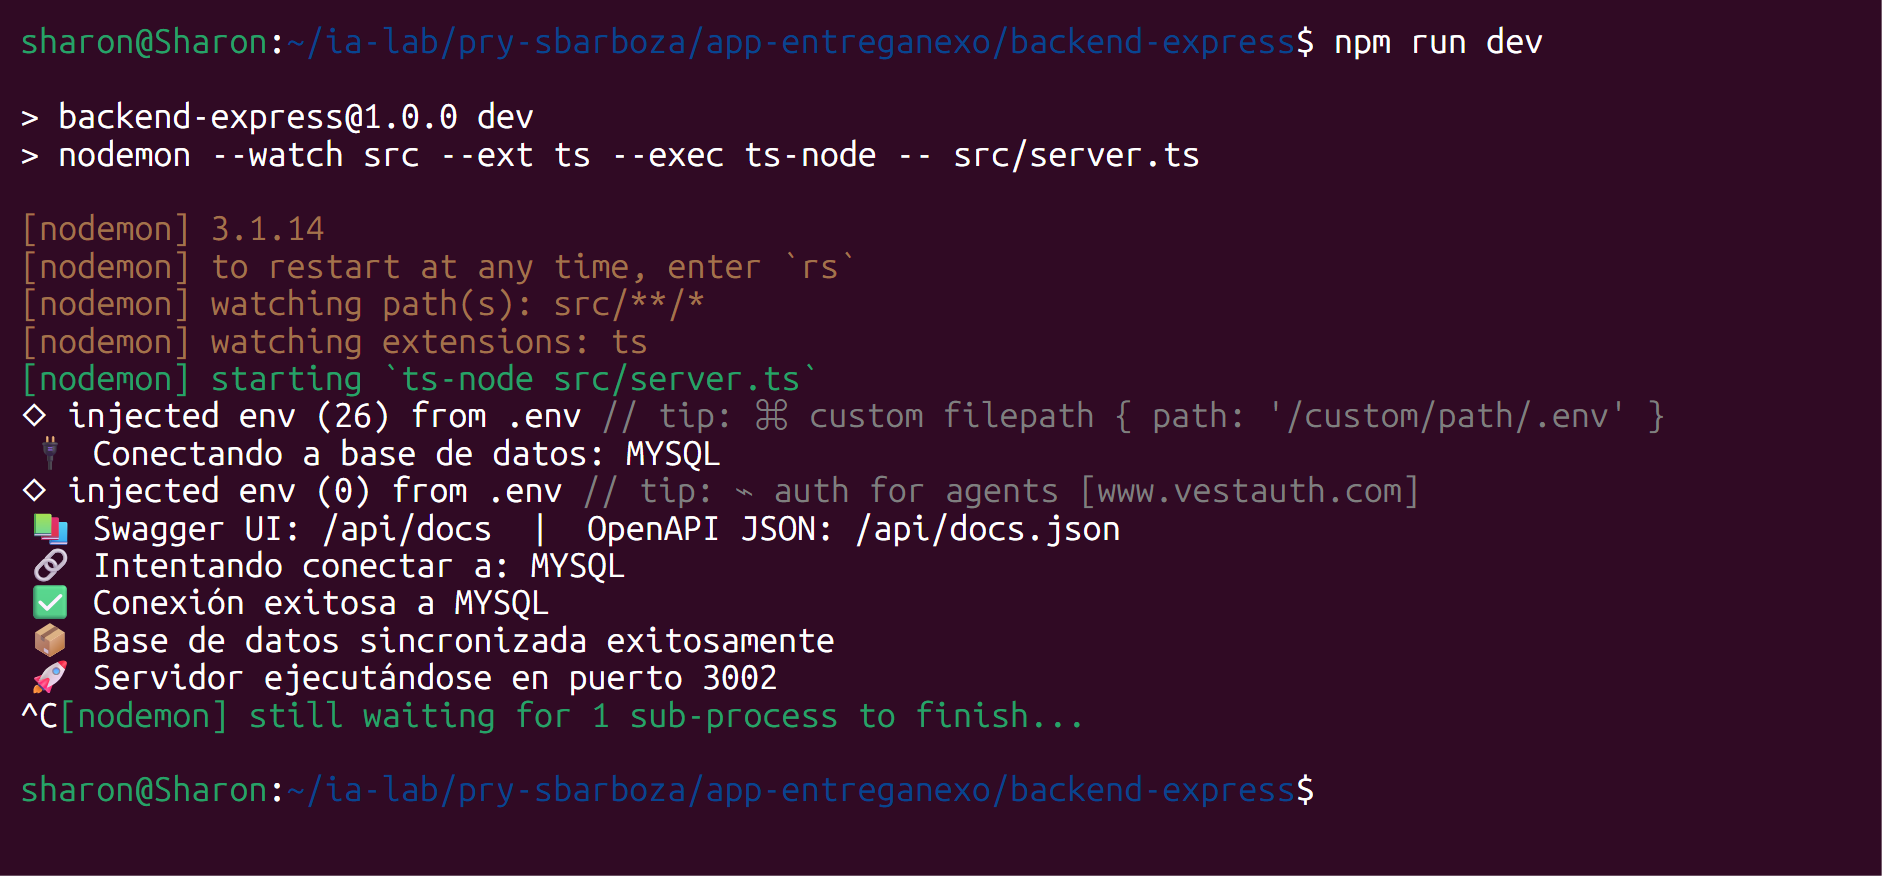 sharon@Sharon:~/ia-lab/pry-sbarboza/app-entreganexo/backend-express$ npm run dev
> backend-express@1.0.0 dev
> nodemon --watch src --ext ts --exec ts-node -- src/server.ts
[nodemon] 3.1.14
[nodemon] to restart at any time, enter `rs`
[nodemon] watching path(s): src/**/*
[nodemon] watching extensions: ts
[nodemon] starting `ts-node src/server.ts`
◇ injected env (26) from .env // tip: ⌘ custom filepath { path: '/custom/path/.env' }
🔌 Conectando a base de datos: MYSQL
◇ injected env (0) from .env // tip: ⌁ auth for agents [www.vestauth.com]
📚 Swagger UI: /api/docs | OpenAPI JSON: /api/docs.json
🔗 Intentando conectar a: MYSQL
✅ Conexión exitosa a MYSQL
📦 Base de datos sincronizada exitosamente
🚀 Servidor ejecutándose en puerto 3002
^C[nodemon] still waiting for 1 sub-process to finish...
sharon@Sharon:~/ia-lab/pry-sbarboza/app-entreganexo/backend-express$